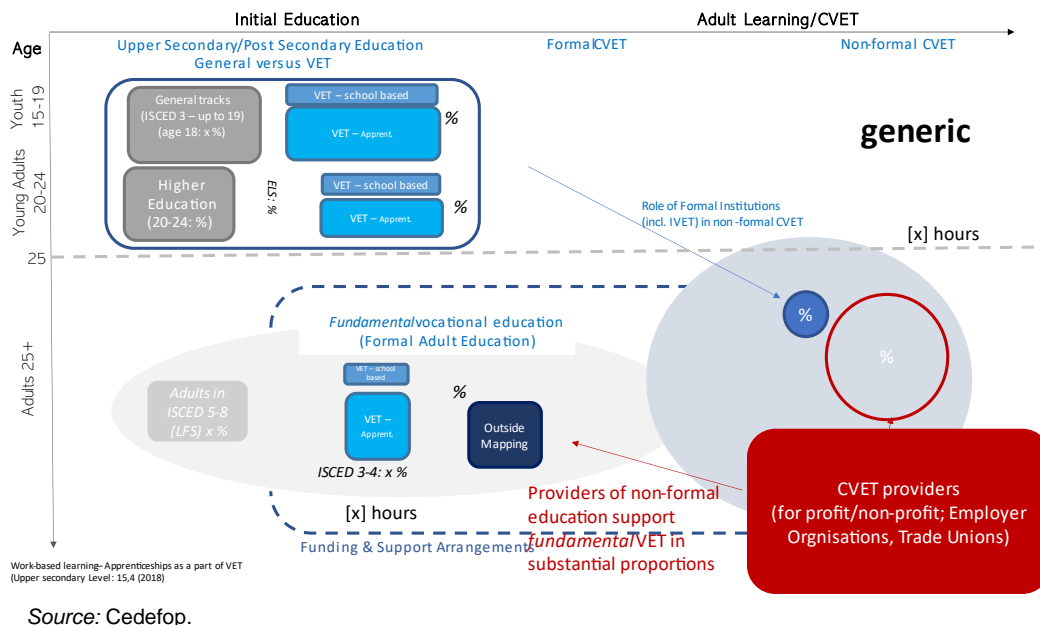 Initial Education
Adult Learning/CVET
Age
Upper Secondary/Post Secondary Education
General versus VET
FormalCVET
Non-formal CVET
Youth
15-19
General tracks
(ISCED 3 – up to 19)
(age 18: x %)
VET – school based
VET – Apprent.
%
generic
Young Adults
20-24
Higher
Education
(20-24: %)
ELS: %
VET – school based
VET – Apprent.
%
Role of Formal Institutions
(incl. IVET) in non -formal CVET
[x] hours
25
Adults 25+
Fundamentalvocational education
(Formal Adult Education)
%
%
VET – school
based
Adults in
ISCED 5-8
(LFS) x %
VET –
Apprent.
%
Outside
Mapping
ISCED 3-4: x %
[x] hours
Funding & Support Arrangements
Providers of non-formal
education support
fundamentalVET in
substantial proportions
CVET providers
(for profit/non-profit; Employer
Orgnisations, Trade Unions)
Work-based learning– Apprenticeships as a part of VET
(Upper secondary Level: 15,4 (2018)
Source: Cedefop.